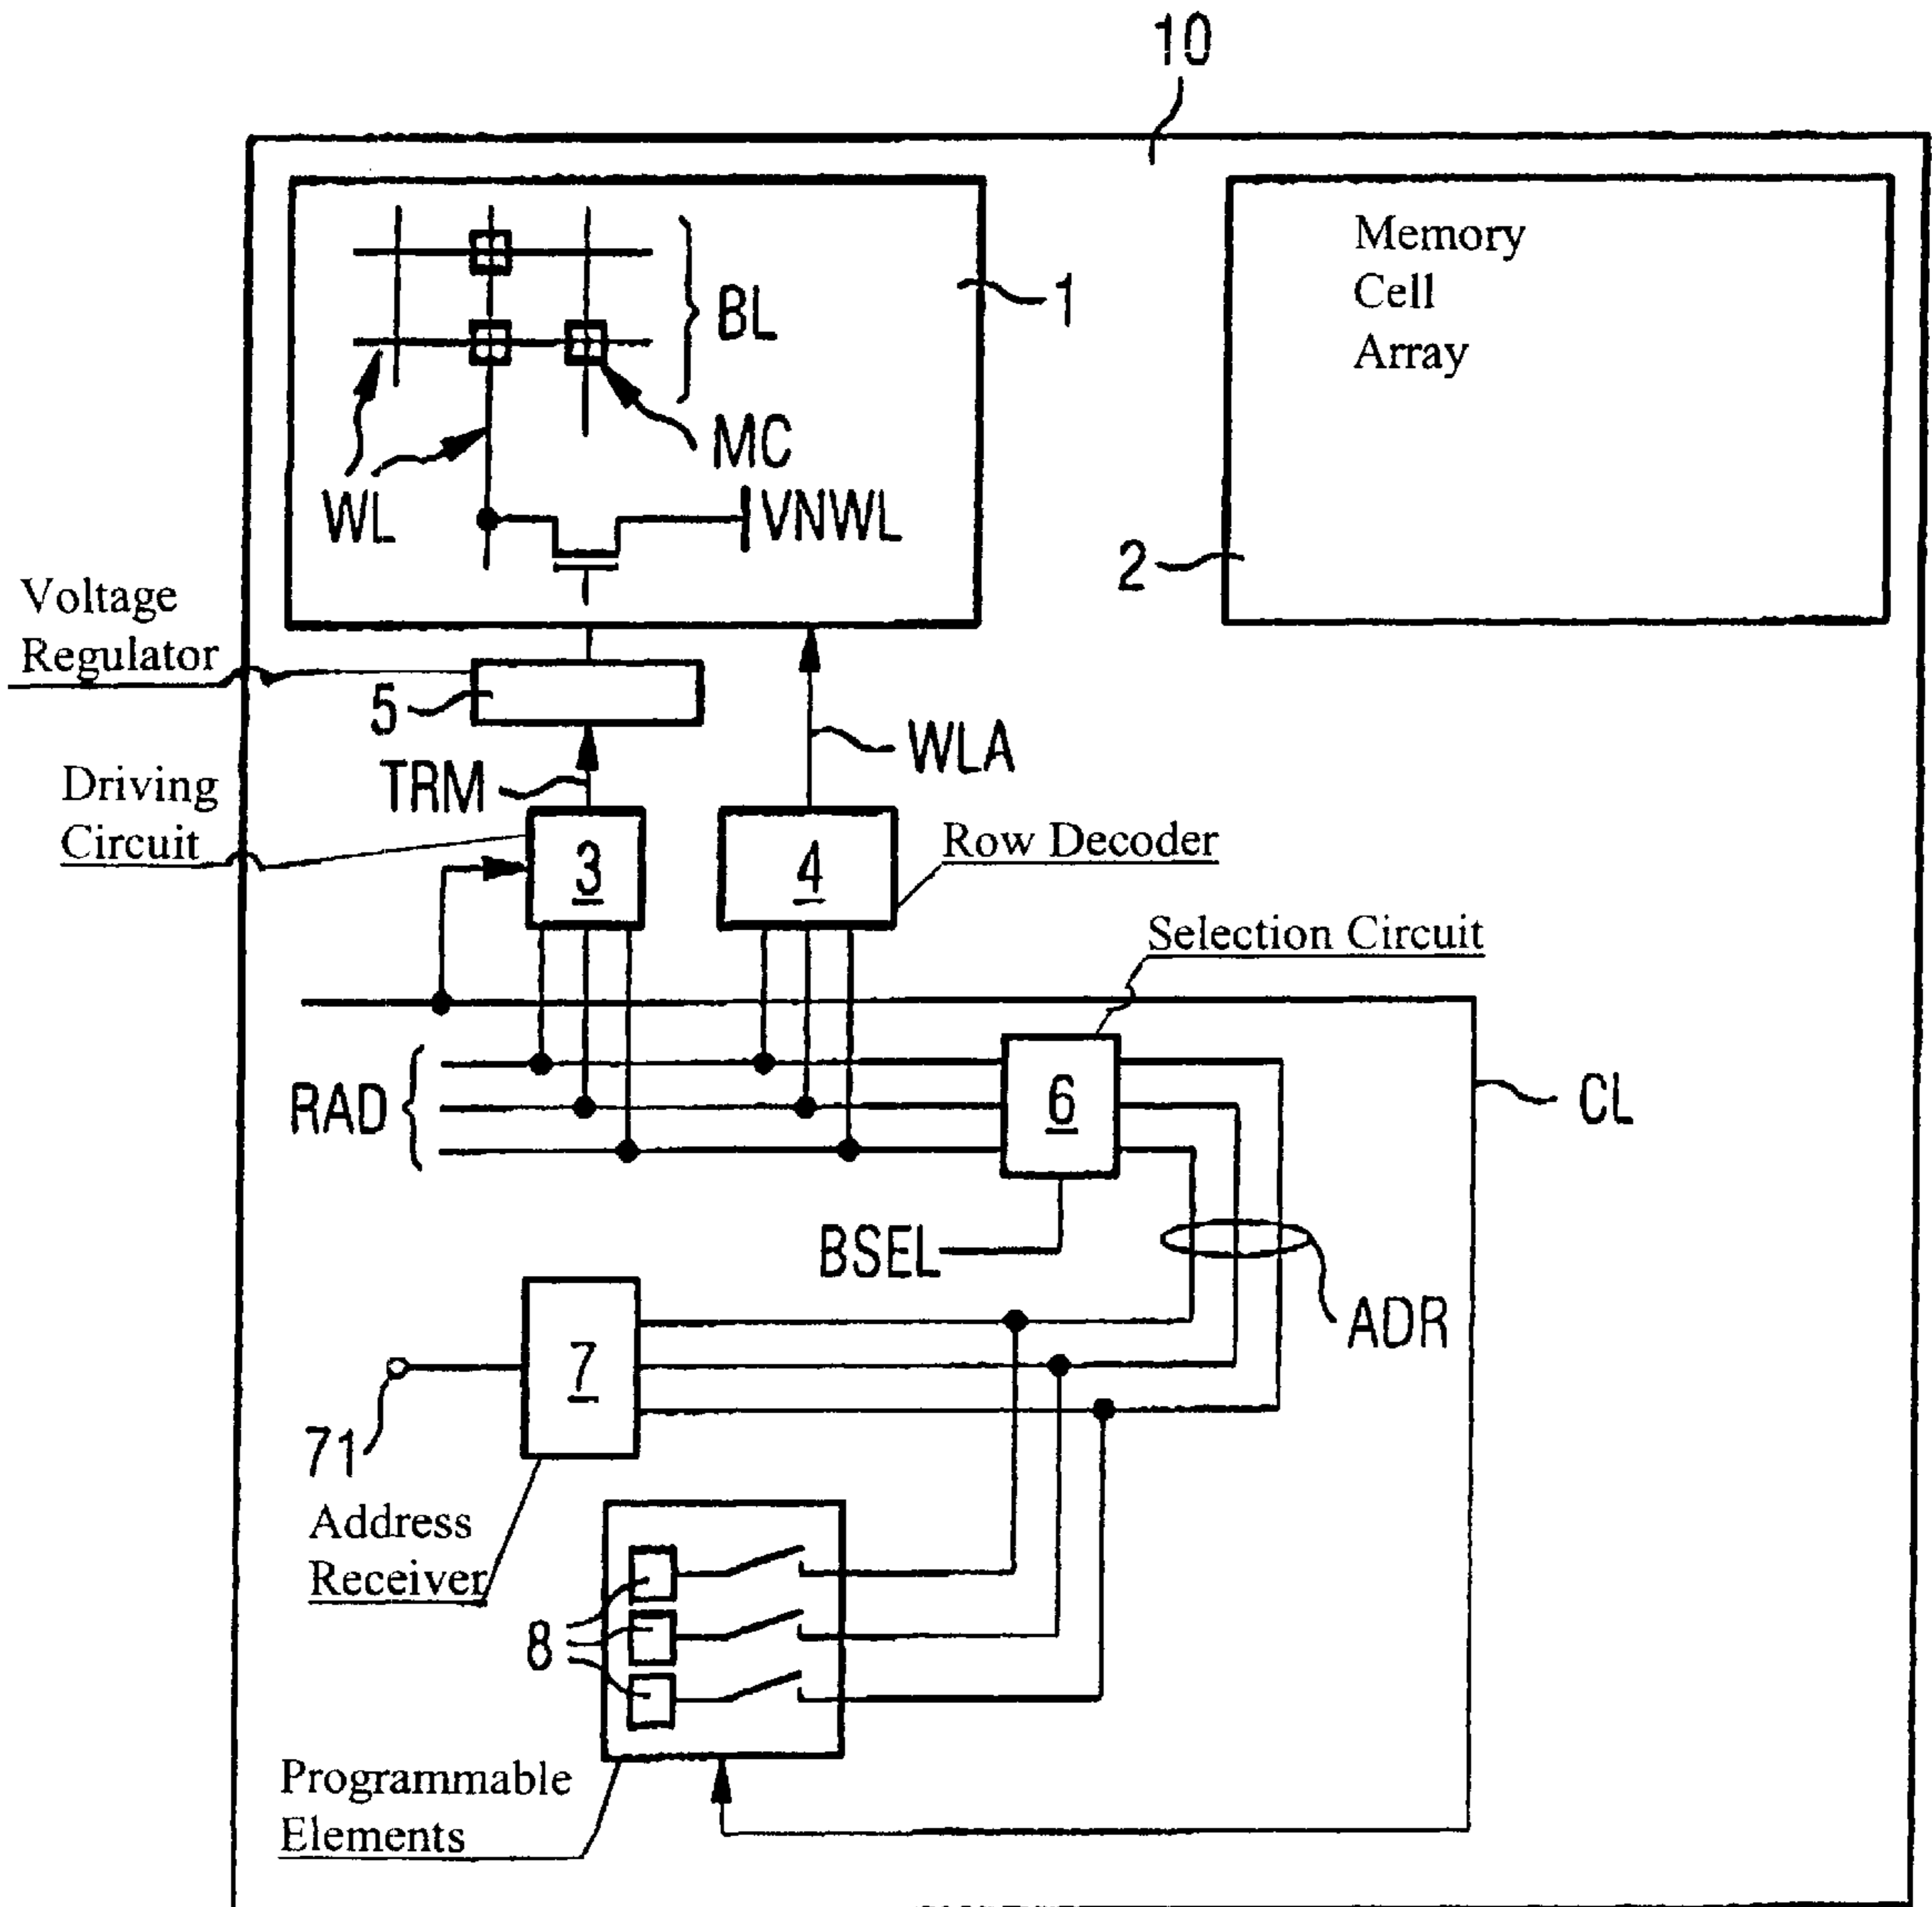 10
Memory
Cell
Array
1
BL
MC
WL
VNWL
2
Voltage
Regulator
5
WLA
TRM
Driving
Circuit
3
4
Row Decoder
Selection Circuit
RAD
6
CL
BSEL
ADR
7
71
Address
Receiver
8
Programmable
Elements